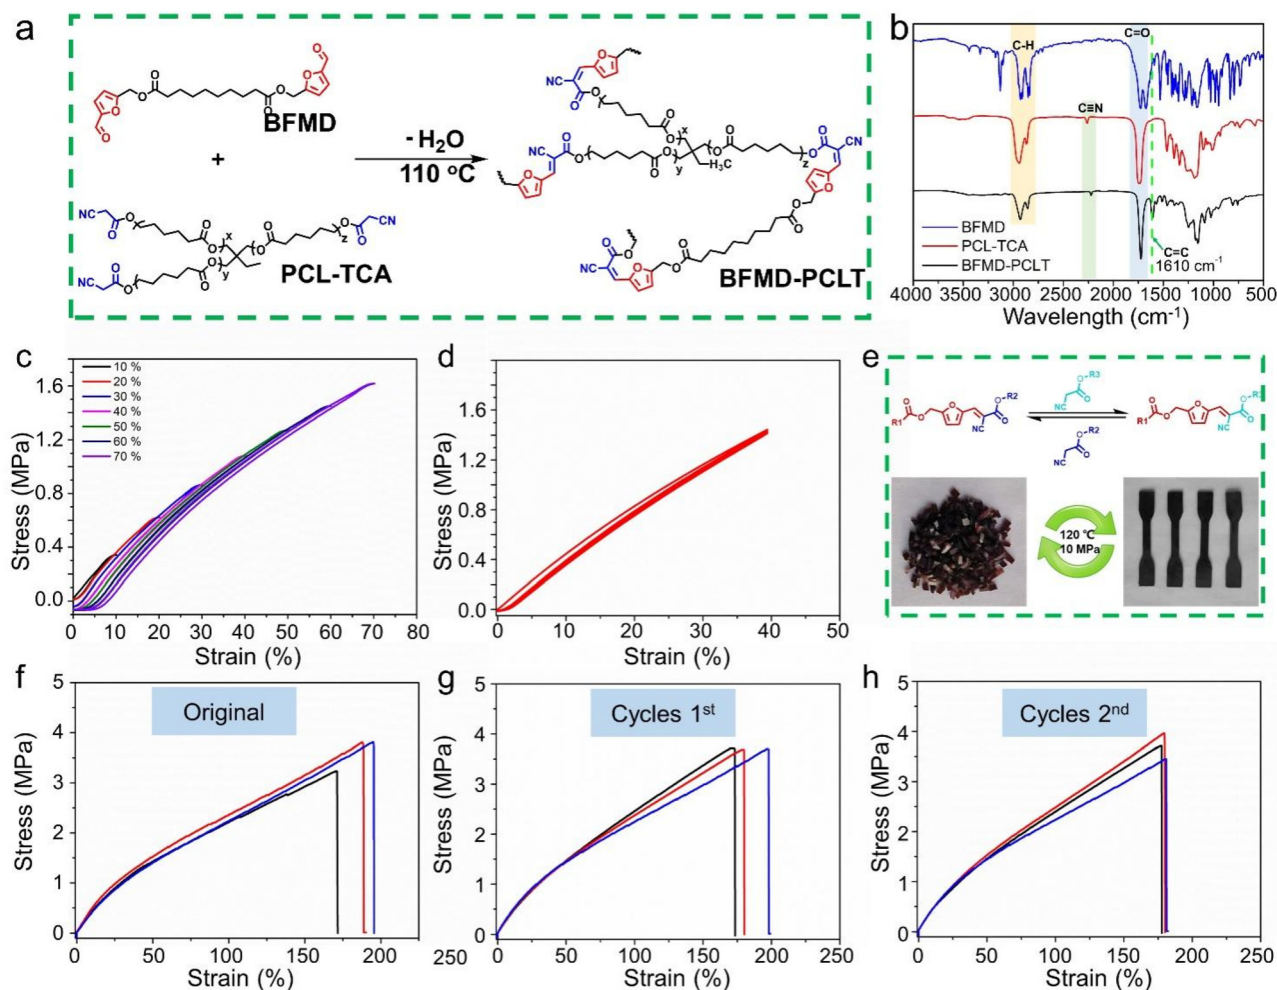 a
BFMD
+
PCL-TCA
- H₂O
110 °C
BFMD-PCLT
O
NC
CN
H₃C
x
y
z
b
C-H
C≡N
C=O
BFMD
PCL-TCA
BFMD-PCLT
C=C
1610 cm⁻¹
4000 3500 3000 2500 2000 1500 1000 500
Wavelength (cm⁻¹)
c
10 %
20 %
30 %
40 %
50 %
60 %
70 %
1.6
1.2
0.8
0.4
0.0
Stress (MPa)
0 10 20 30 40 50 60 70 80
Strain (%)
d
1.6
1.2
0.8
0.4
0.0
Stress (MPa)
0 10 20 30 40 50
Strain (%)
e
R1
O
NC
O-R2
O-R3
120 ℃
10 MPa
f
Original
5
4
3
2
1
0
Stress (MPa)
0 50 100 150 200 250
Strain (%)
g
Cycles 1st
5
4
3
2
1
0
Stress (MPa)
0 50 100 150 200 250
Strain (%)
h
Cycles 2nd
5
4
3
2
1
0
Stress (MPa)
0 50 100 150 200 250
Strain (%)